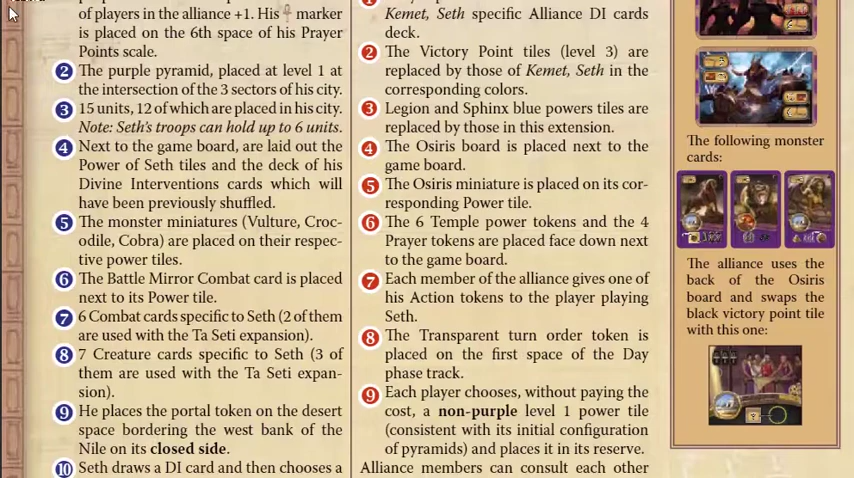 of players in the alliance +1. His marker
is placed on the 6th space of his Prayer
Points scale.
2 The purple pyramid, placed at level 1 at
the intersection of the 3 sectors of his city.
3 15 units, 12 of which are placed in his city.
Note: Seth's troops can hold up to 6 units.
4 Next to the game board, are laid out the
Power of Seth tiles and the deck of his
Divine Interventions cards which will
have been previously shuffled.
5 The monster miniatures (Vulture, Croc-
odile, Cobra) are placed on their respec-
tive power tiles.
6 The Battle Mirror Combat card is placed
next to its Power tile.
7 6 Combat cards specific to Seth (2 of them
are used with the Ta Seti expansion).
8 7 Creature cards specific to Seth (3 of
them are used with the Ta Seti expan-
sion).
9 He places the portal token on the desert
space bordering the west bank of the
Nile on its closed side.
10 Seth draws a DI card and then chooses a
Kemet, Seth specific Alliance DI cards
deck.
2 The Victory Point tiles (level 3) are
replaced by those of Kemet, Seth in the
corresponding colors.
3 Legion and Sphinx blue powers tiles are
replaced by those in this extension.
4 The Osiris board is placed next to the
game board.
5 The Osiris miniature is placed on its cor-
responding Power tile.
6 The 6 Temple power tokens and the 4
Prayer tokens are placed face down next
to the game board.
7 Each member of the alliance gives one of
his Action tokens to the player playing
Seth.
8 The Transparent turn order token is
placed on the first space of the Day
phase track.
9 Each player chooses, without paying the
cost, a non-purple level 1 power tile
(consistent with its initial configuration
of pyramids) and places it in its reserve.
Alliance members can consult each other
The following monster
cards:
The alliance uses the
back of the Osiris
board and swaps the
black victory point tile
with this one: